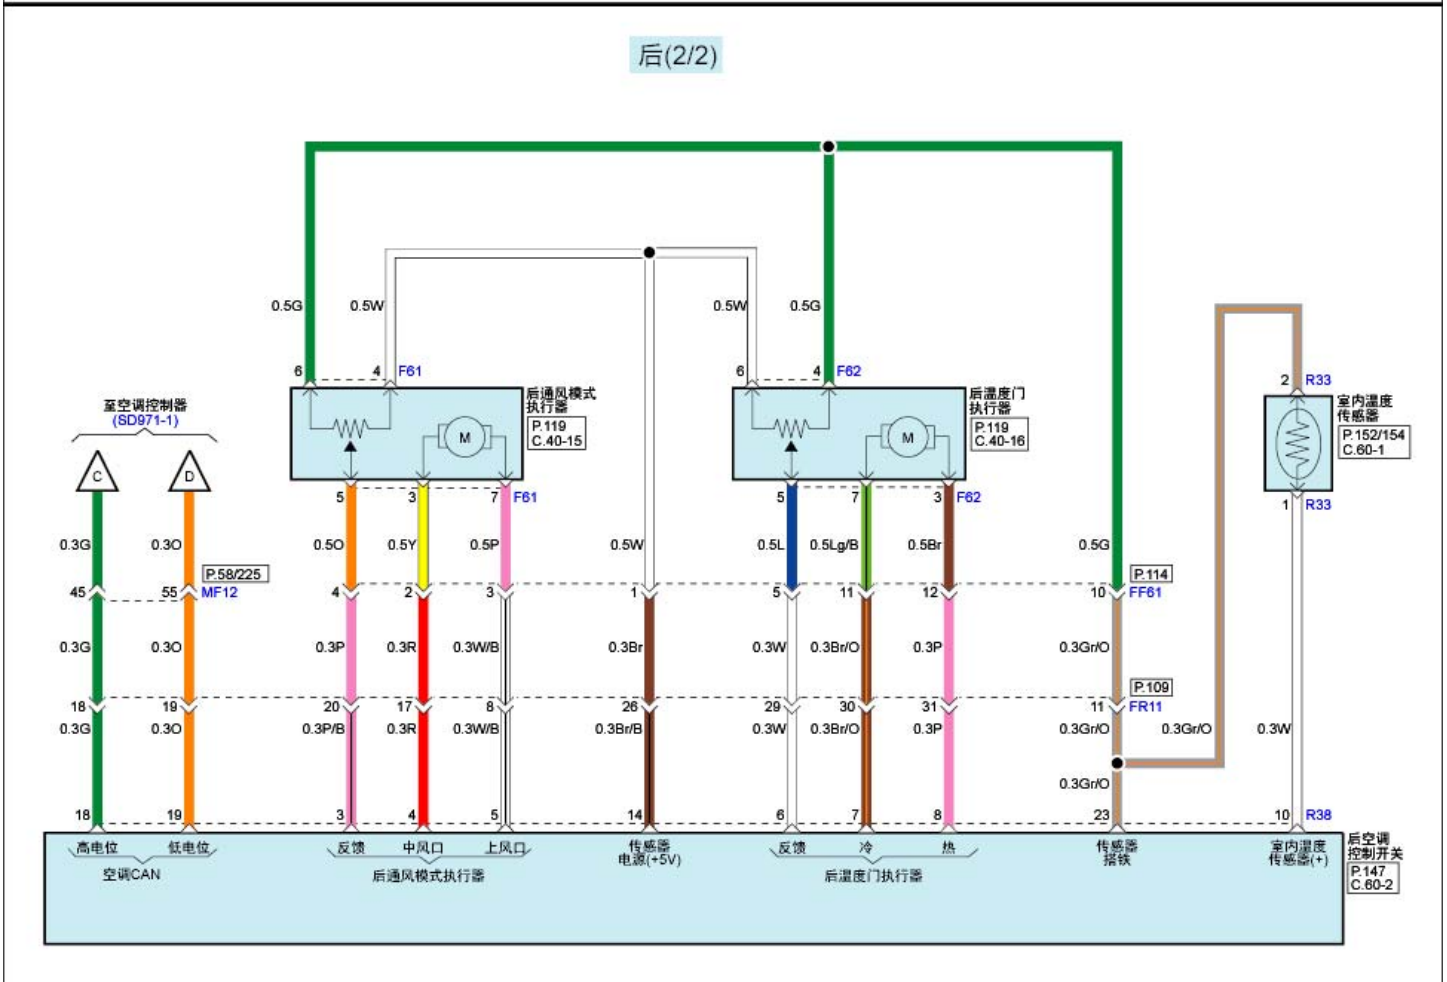 后(2/2)
0.5G 0.5W 0.5W 0.5G
6 4 F61 6 4 F62 2 R33
后通风模式
执行器
P.119
C.40-15
后温度门
执行器
P.119
C.40-16
室内温度
传感器
P.152/154
C.60-1
至空调控制器
(SD971-1)
M M
C D
5 3 7 F61 5 7 3 F62 1 R33
0.3G 0.3O 0.5O 0.5Y 0.5P 0.5W 0.5L 0.5Lg/B 0.5Br 0.5G
P.58/225 P.114
45 55 MF12 4 2 3 1 5 11 12 10 FF61
0.3G 0.3O 0.3P 0.3R 0.3W/B 0.3Br 0.3W 0.3Br/O 0.3P 0.3Gr/O
P.109
18 19 20 17 8 26 29 30 31 11 FR11
0.3G 0.3O 0.3P/B 0.3R 0.3W/B 0.3Br/B 0.3W 0.3Br/O 0.3P 0.3Gr/O 0.3Gr/O 0.3W
0.3Gr/O
18 19 3 4 5 14 6 7 8 23 10 R38
高电位 低电位 反馈 中风口 上风口 传感器 反馈 冷 热 传感器 室内温度
电源(+5V) 搭铁 传感器(+)
空调CAN 后通风模式执行器 后温度门执行器
后空调
控制开关
P.147
C.60-2